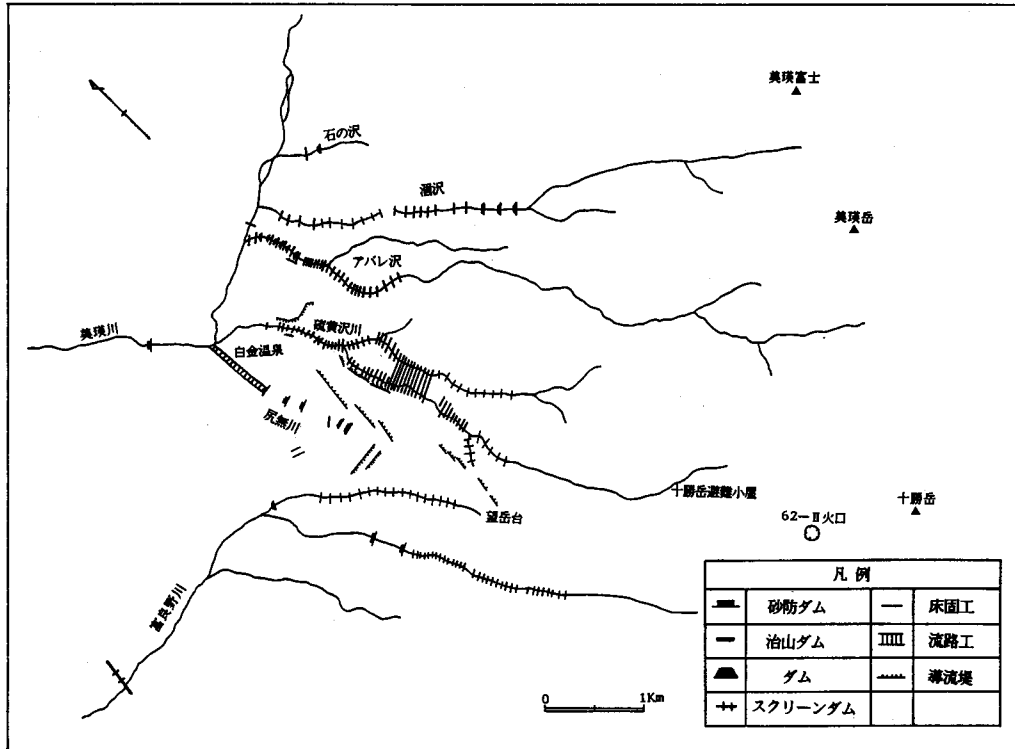 美瑛富士
石の沢
涸沢
美瑛岳
アバレ沢
硫黄沢川
美瑛川
白金温泉
尻無川
十勝岳避難小屋
十勝岳
望岳台
62-Ⅱ火口
富良野川
凡例
砂防ダム
床固工
治山ダム
流路工
ダム
導流堤
スクリーンダム
0
1Km